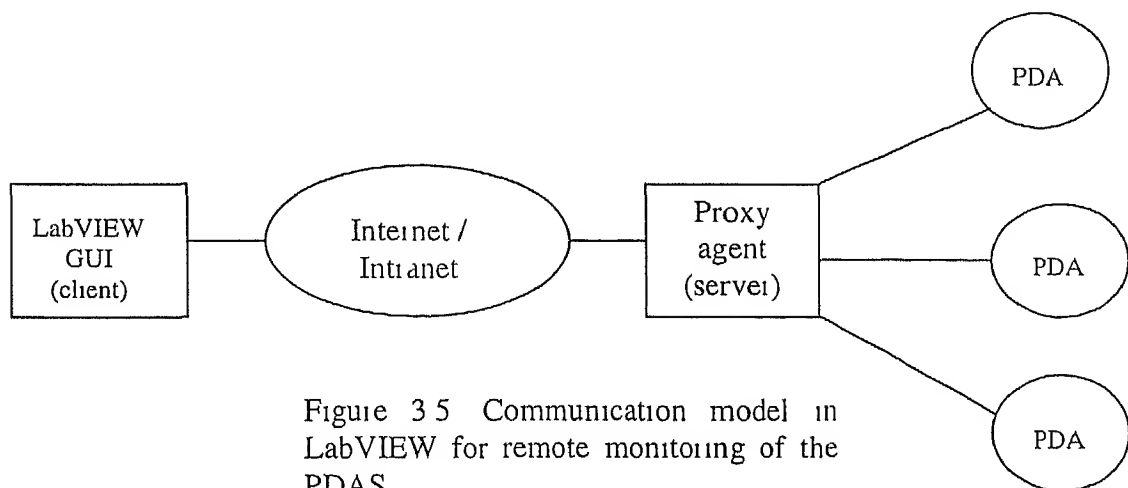 PDA
LabVIEW
GUI
(client)
Internet /
Intranet
Proxy
agent
(server)
PDA
PDA
Figure 3 5 Communication model in
LabVIEW for remote monitoring of the
PDAS